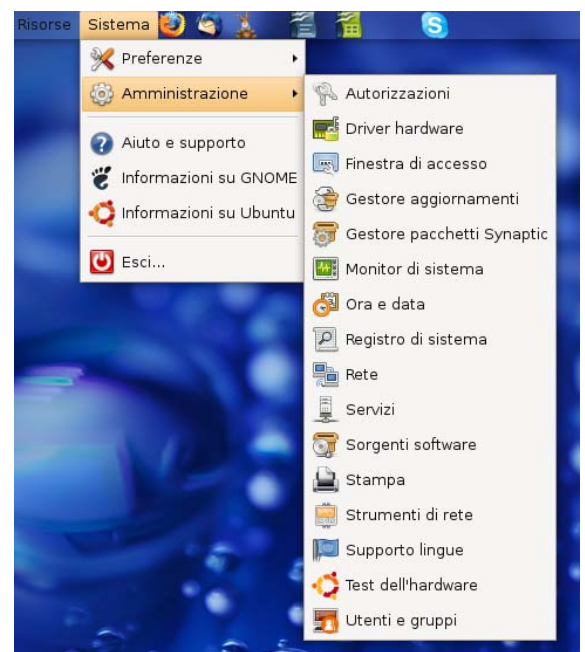 Risorse Sistema
Preferenze
Amministrazione
Aiuto e supporto
Informazioni su GNOME
Informazioni su Ubuntu
Esci...
Autorizzazioni
Driver hardware
Finestra di accesso
Gestore aggiornamenti
Gestore pacchetti Synaptic
Monitor di sistema
Ora e data
Registro di sistema
Rete
Servizi
Sorgenti software
Stampa
Strumenti di rete
Supporto lingue
Test dell'hardware
Utenti e gruppi